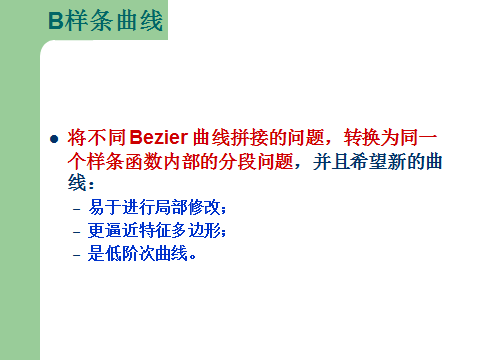 B样条曲线
将不同Bezier 曲线拼接的问题，转换为同一
个样条函数内部的分段问题，并且希望新的曲
线：
– 易于进行局部修改；
– 更逼近特征多边形；
– 是低阶次曲线。